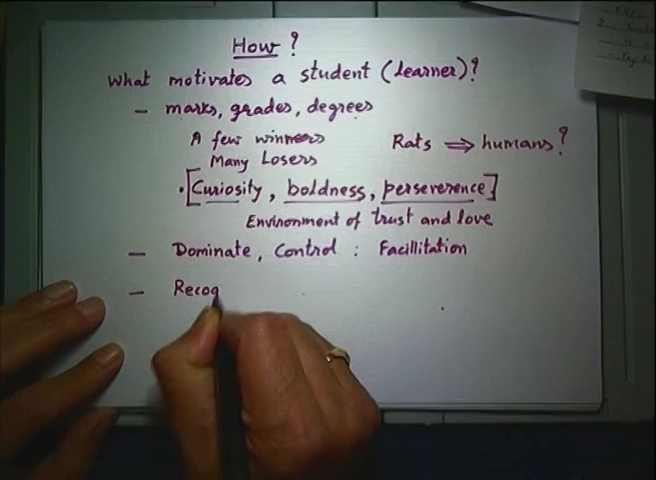 How ?
What motivates a student (learner)?
– marks, grades, degrees
A few winners
Many Losers
Rats ⇒ humans?
. [Curiosity, boldness, perseverence]
Environment of trust and love
– Dominate, Control : Facillitation
– Recog